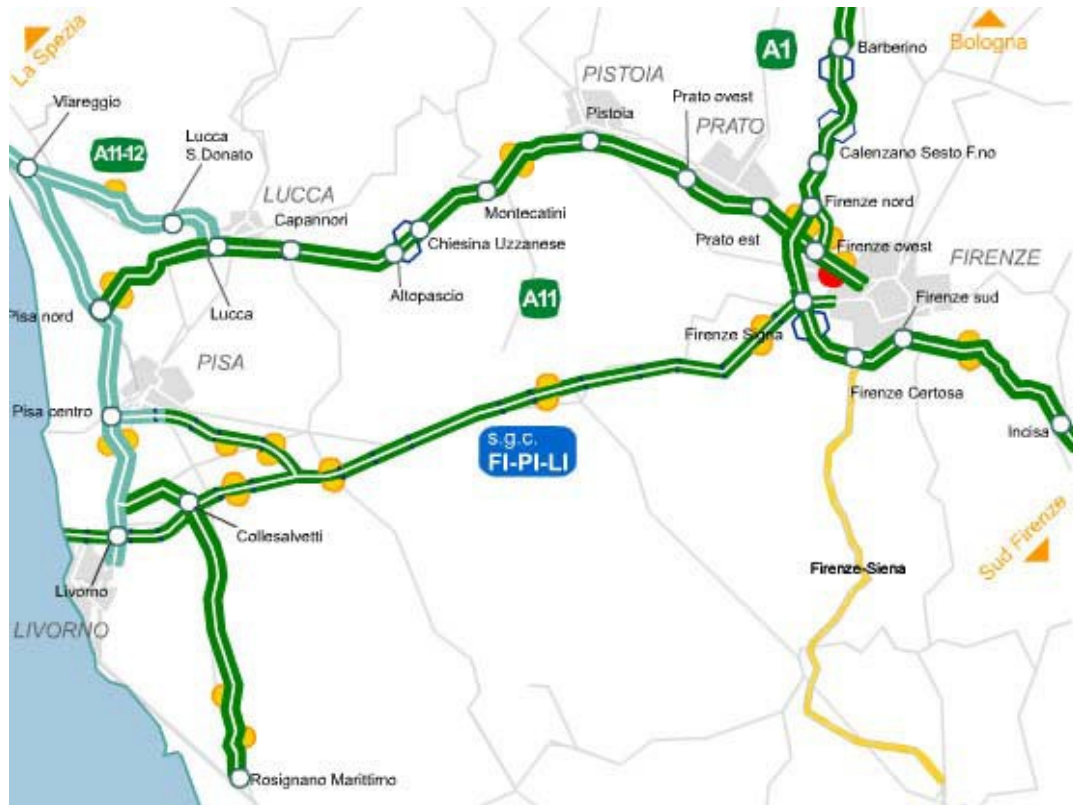 La Spezia
Viareggio
A11-12
Lucca
S.Donato
LUCCA
Capannori
PISTOIA
Pistoia
Prato ovest
PRATO
A1
Barberino
Bologna
Calenzano Sesto F.no
Firenze nord
Montecatini
Chiesina Uzzanese
Prato est
Firenze ovest
FIRENZE
Altopascio
A11
Pisa nord
Lucca
Firenze Signa
Firenze sud
PISA
Firenze Certosa
Pisa centro
Incisa
s.g.c.
FI-PI-LI
Collesalvetti
Sud Firenze
Firenze-Siena
Livorno
LIVORNO
Rosignano Marittimo